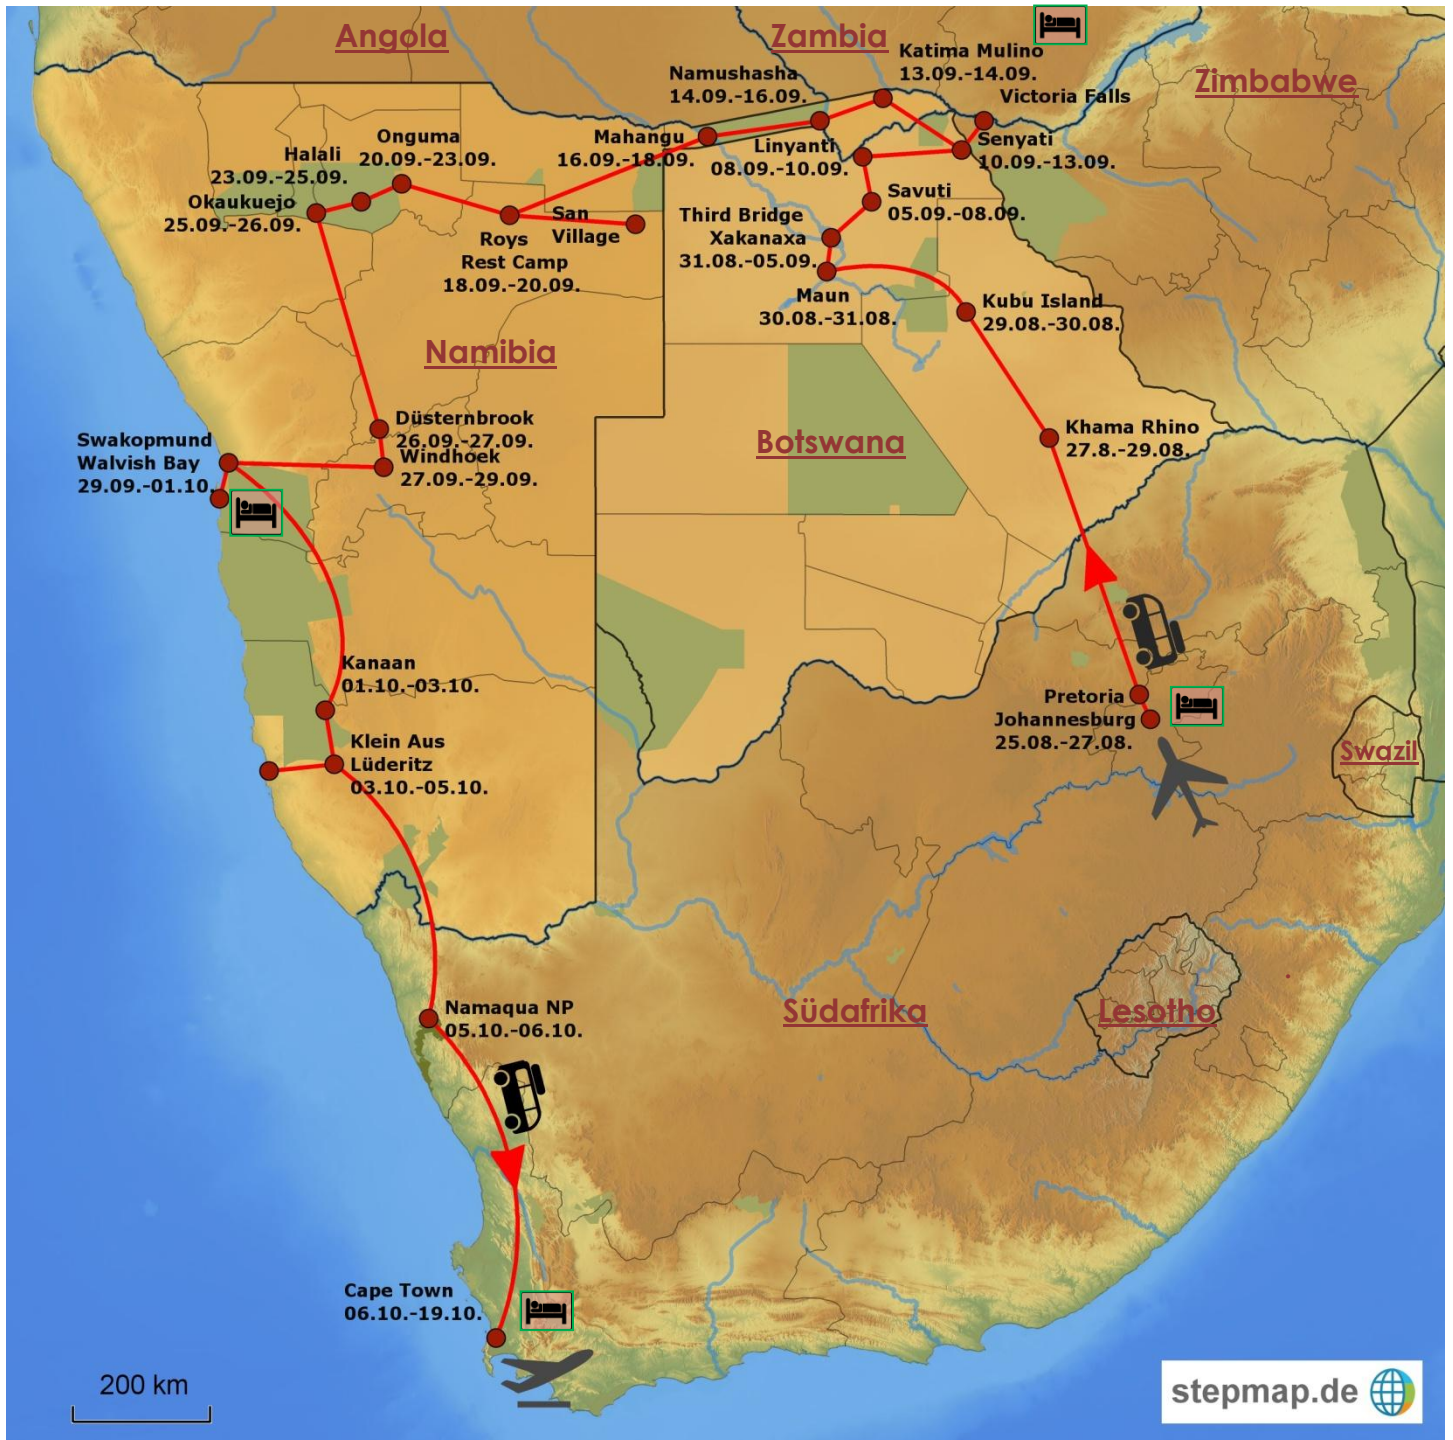 Angola
Zambia
Katima Mulino
13.09.-14.09.
Zimbabwe
Namushasha
14.09.-16.09.
Victoria Falls
Mahangu
16.09.-18.09.
Linyanti
08.09.-10.09.
Senyati
10.09.-13.09.
Onguma
20.09.-23.09.
Halali
23.09.-25.09.
Okaukuejo
25.09.-26.09.
San
Village
Roys
Rest Camp
18.09.-20.09.
Savuti
05.09.-08.09.
Third Bridge
Xakanaxa
31.08.-05.09.
Maun
30.08.-31.08.
Kubu Island
29.08.-30.08.
Namibia
Düsternbrook
26.09.-27.09.
Windhoek
27.09.-29.09.
Swakopmund
Walvish Bay
29.09.-01.10.
Botswana
Khama Rhino
27.8.-29.08.
Kanaan
01.10.-03.10.
Klein Aus
Lüderitz
03.10.-05.10.
Pretoria
Johannesburg
25.08.-27.08.
Swazil
Namaqua NP
05.10.-06.10.
Südafrika
Lesotho
Cape Town
06.10.-19.10.
200 km
stepmap.de